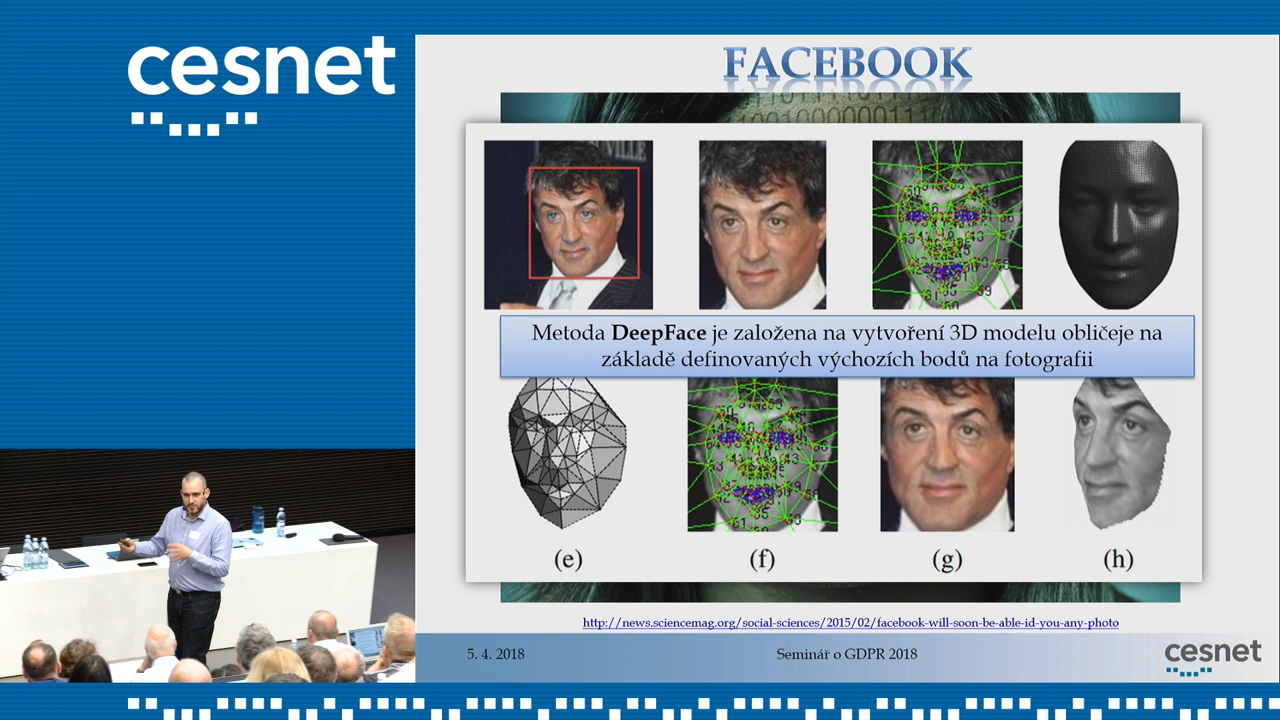 cesnet
FACEBOOK
Metoda DeepFace je založena na vytvoření 3D modelu obličeje na
základě definovaných výchozích bodů na fotografii
(e)
(f)
(g)
(h)
http://news.sciencemag.org/social-sciences/2015/02/facebook-will-soon-be-able-id-you-any-photo
5. 4. 2018
Seminář o GDPR 2018
cesnet